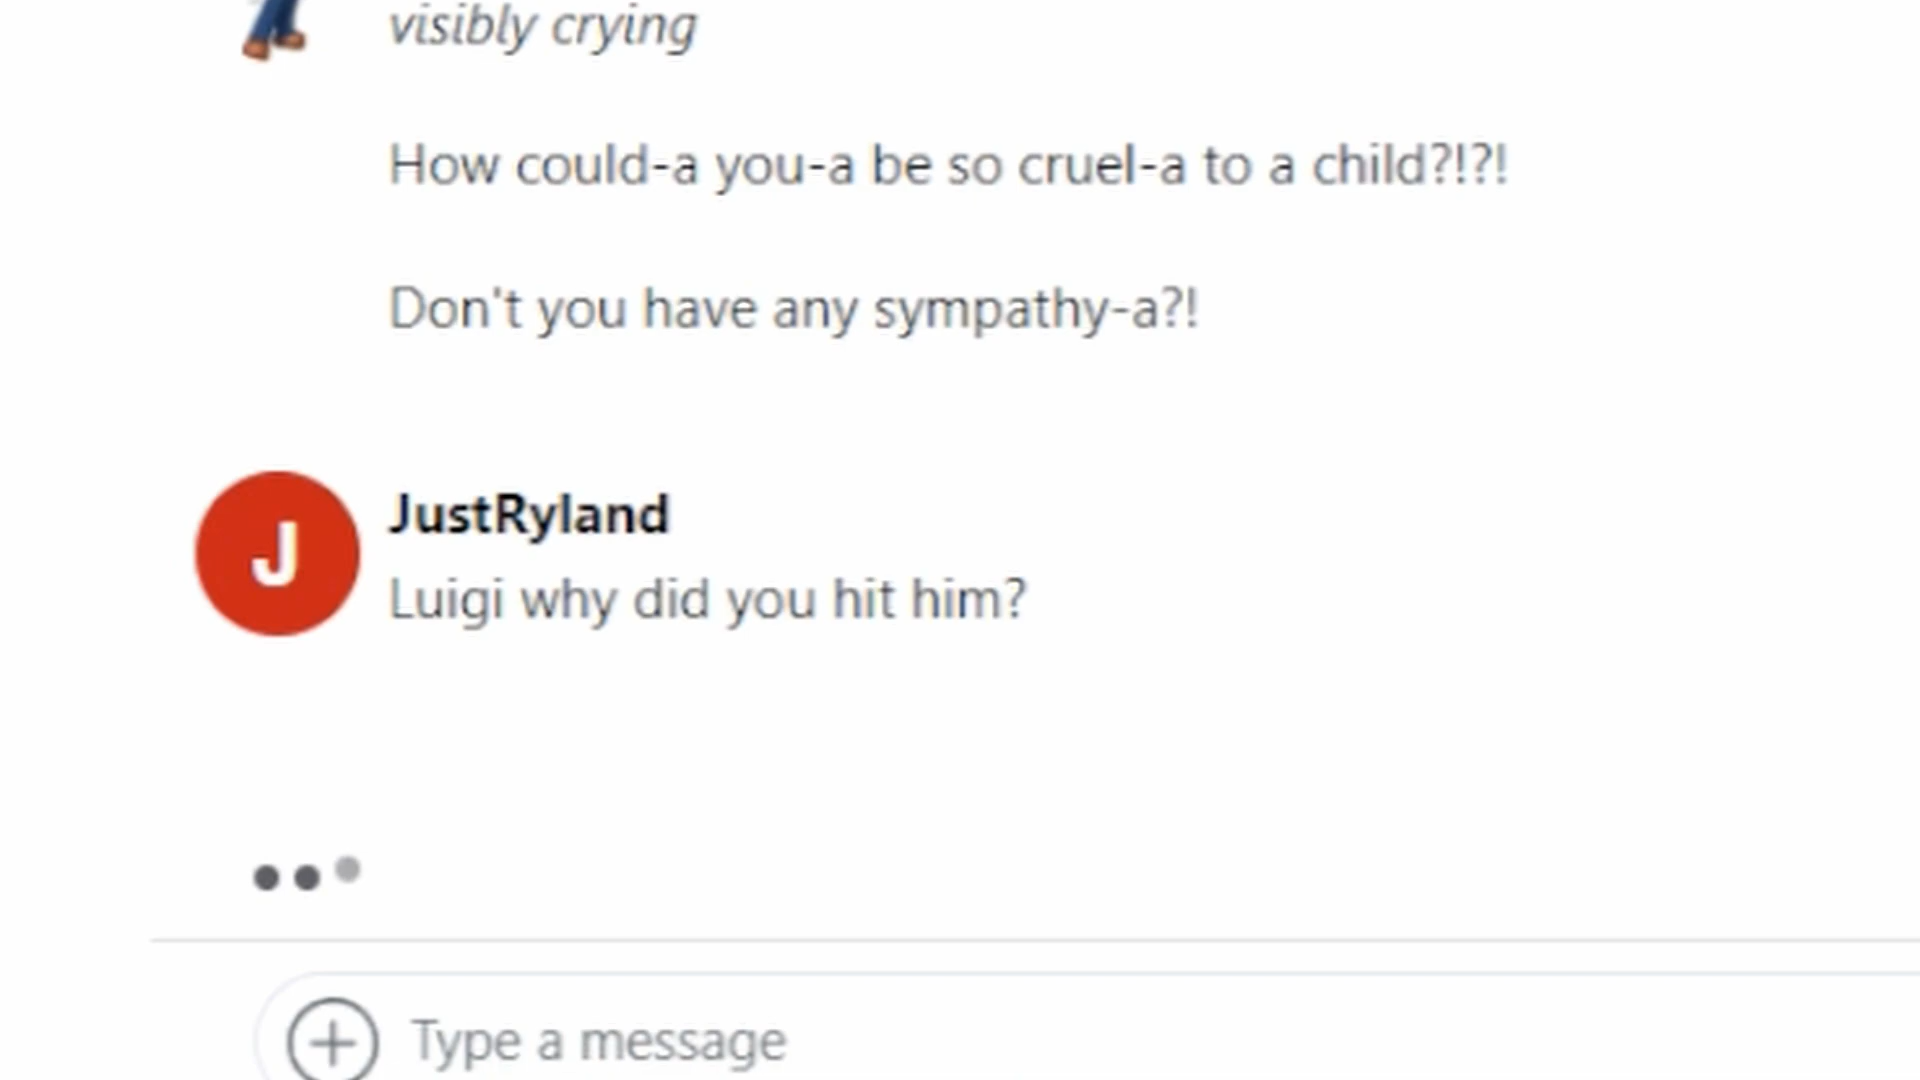 visibly crying
How could-a you-a be so cruel-a to a child?!?!
Don't you have any sympathy-a?!
J
JustRyland
Luigi why did you hit him?
Type a message